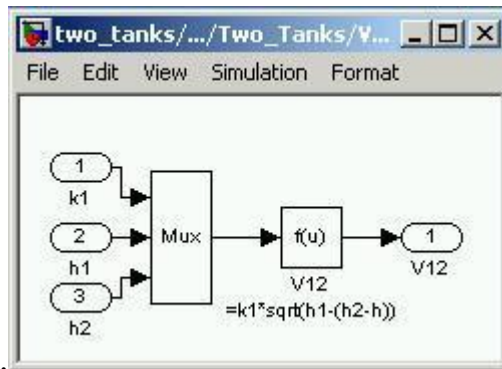 two_tanks/.../Two_Tanks/V...
File Edit View Simulation Format
1
k1
2
h1
3
h2
Mux
f(u)
V12
=k1*sqrt(h1-(h2-h))
1
V12